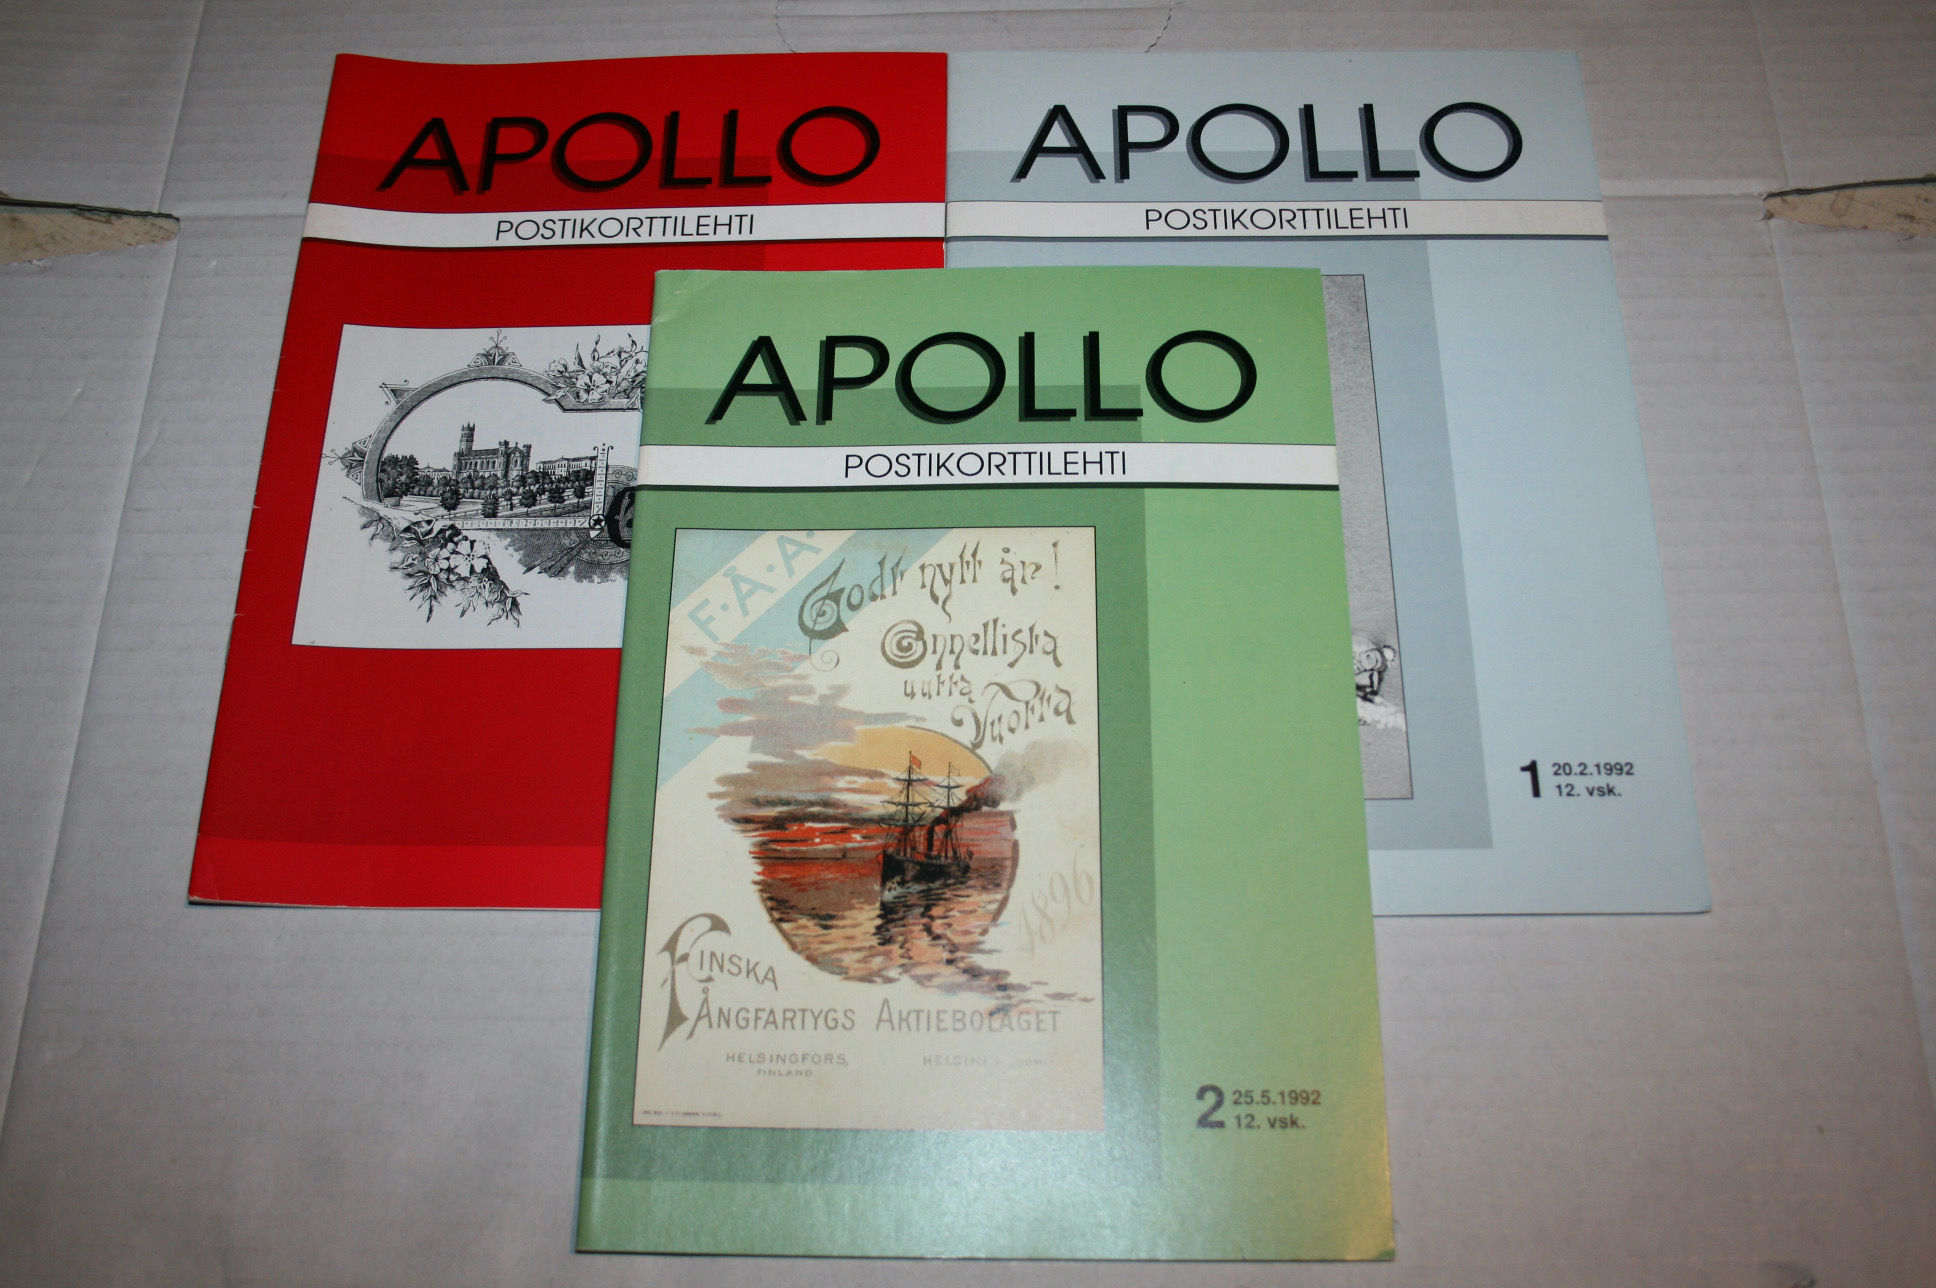 APOLLO
POSTIKORTTILEHTI
APOLLO
POSTIKORTTILEHTI
1 20.2.1992
12. vsk.
APOLLO
POSTIKORTTILEHTI
F.Å.A.
Godt nytt år!
Onnellista
uutta
Vuotta
1896
FINSKA
ÅNGFARTYGS AKTIEBOLAGET
HELSINGFORS,
FINLAND.
2 25.5.1992
12. vsk.